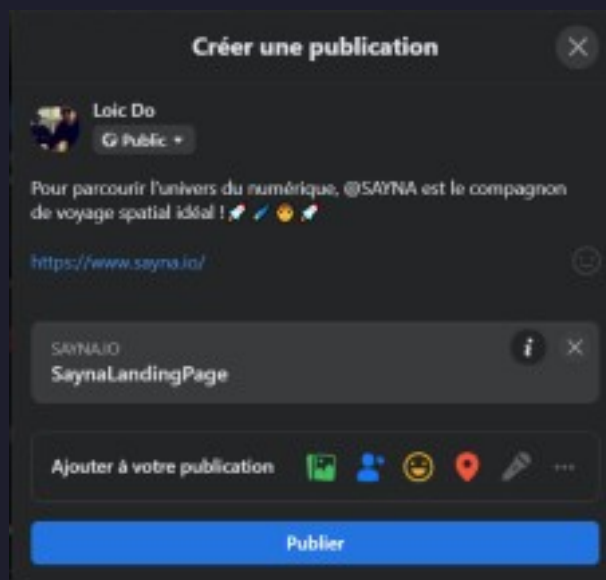 Créer une publication
Loic Do
Public
Pour parcourir l'univers du numérique, @SAYNA est le compagnon
de voyage spatial idéal ! 🚀 🖌️ 👨 🚀
https://www.sayna.io/
SAYNA.IO
SaynaLandingPage
Ajouter à votre publication
Publier